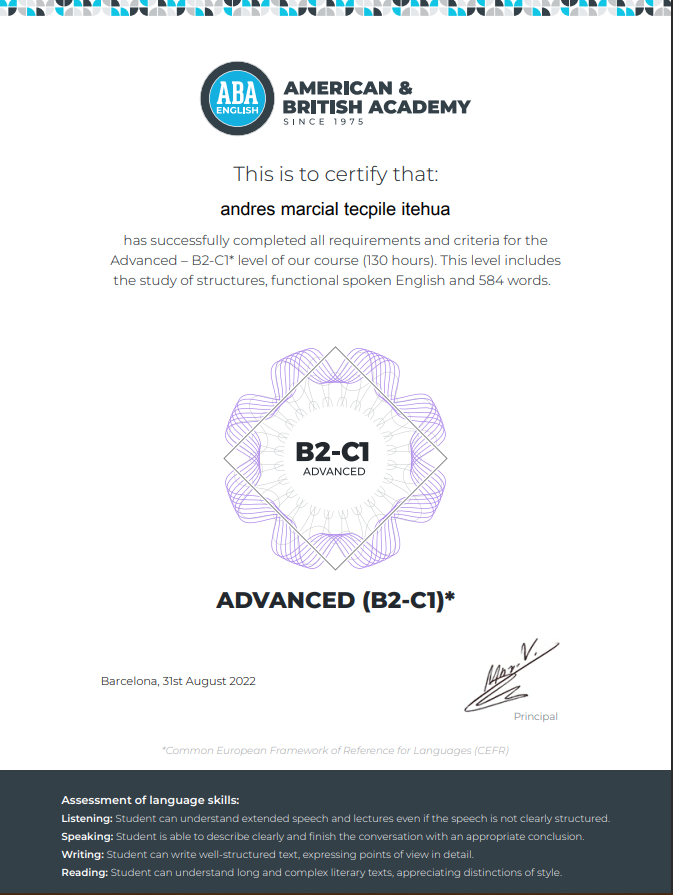 ABA
ENGLISH
AMERICAN &
BRITISH ACADEMY
SINCE 1975
This is to certify that:
andres marcial tecpile itehua
has successfully completed all requirements and criteria for the
Advanced – B2-C1* level of our course (130 hours). This level includes
the study of structures, functional spoken English and 584 words.
B2-C1
ADVANCED
ADVANCED (B2-C1)*
Barcelona, 31st August 2022
Principal
*Common European Framework of Reference for Languages (CEFR)
Assessment of language skills:
Listening: Student can understand extended speech and lectures even if the speech is not clearly structured.
Speaking: Student is able to describe clearly and finish the conversation with an appropriate conclusion.
Writing: Student can write well-structured text, expressing points of view in detail.
Reading: Student can understand long and complex literary texts, appreciating distinctions of style.